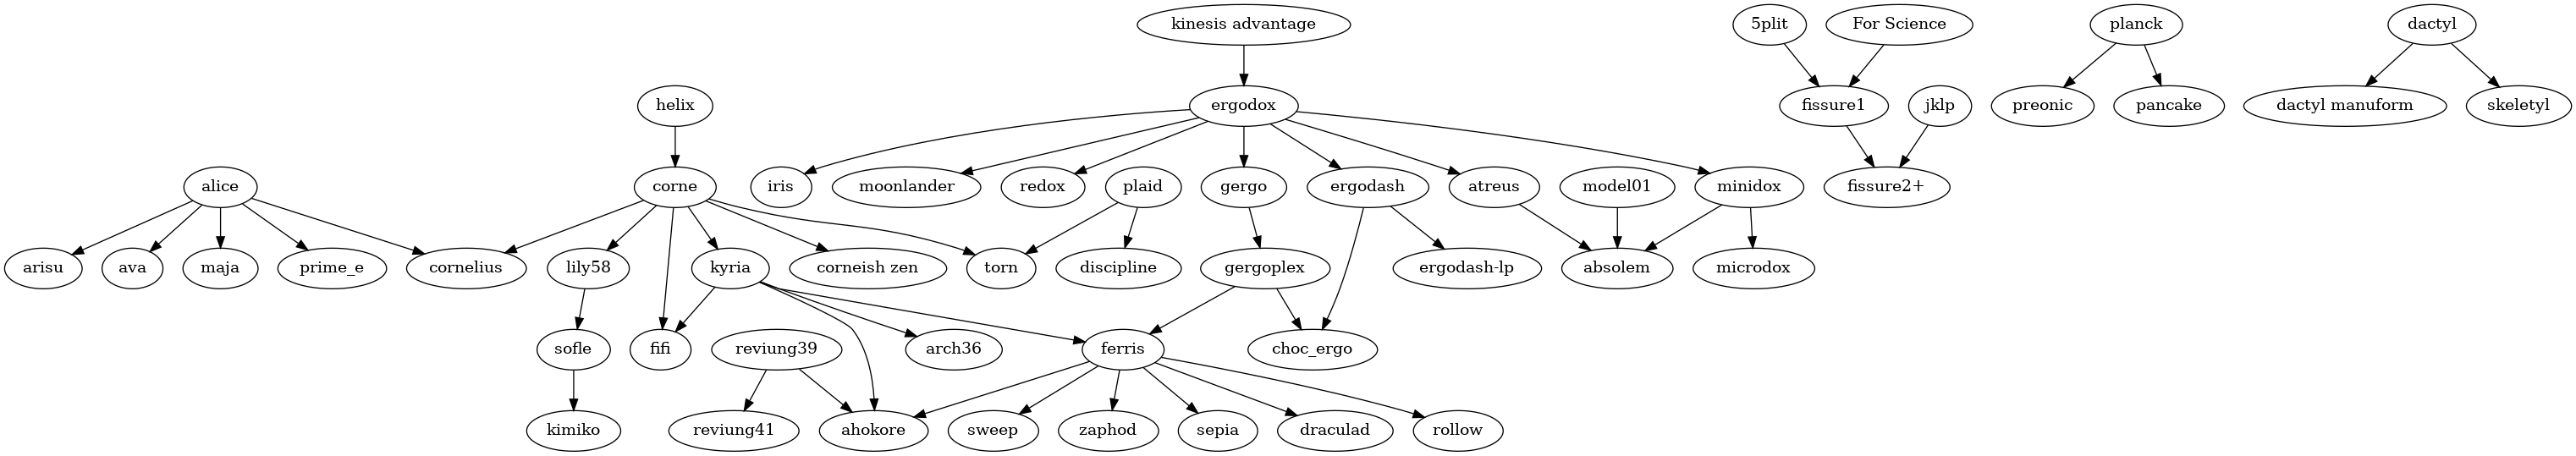 kinesis advantage
5plit
For Science
planck
dactyl
helix
ergodox
fissure1
jklp
preonic
pancake
dactyl manuform
skeletyl
alice
corne
iris
moonlander
redox
plaid
gergo
ergodash
atreus
model01
minidox
fissure2+
arisu
ava
maja
prime_e
cornelius
lily58
kyria
corneish zen
torn
discipline
gergoplex
ergodash-lp
absolem
microdox
sofle
fifi
reviung39
arch36
ferris
choc_ergo
kimiko
reviung41
ahokore
sweep
zaphod
sepia
draculad
rollow